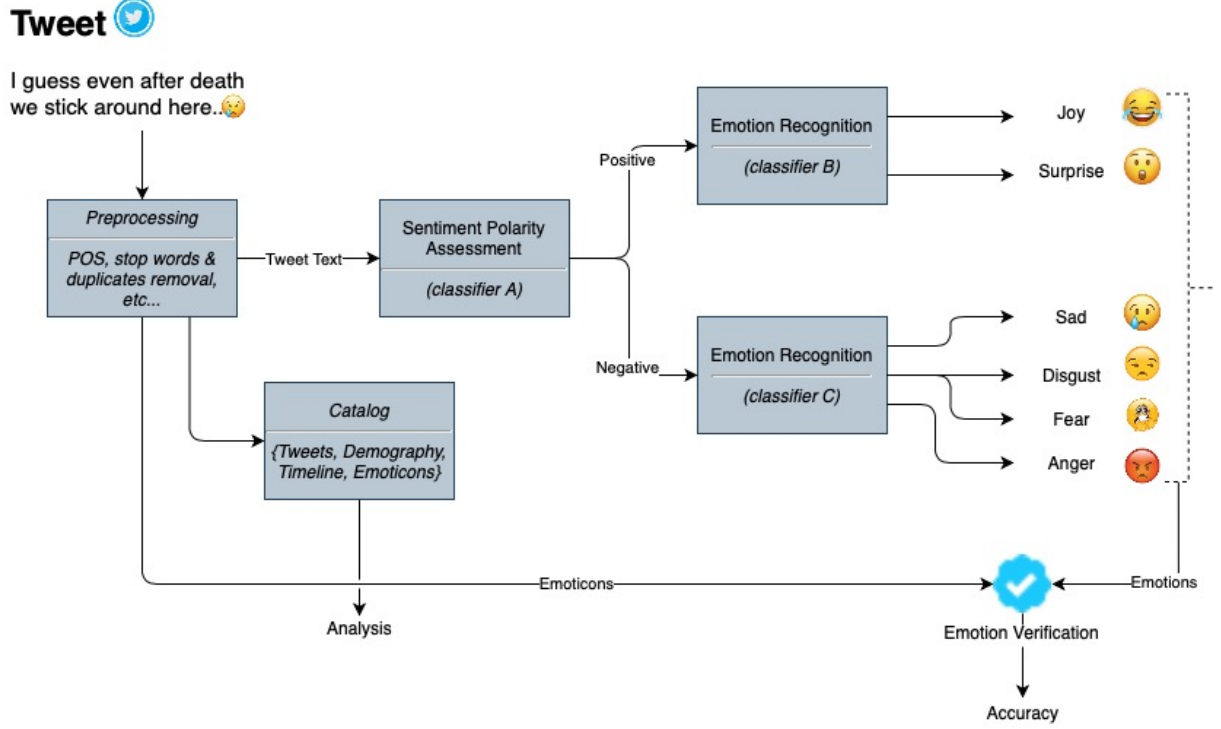 Tweet
I guess even after death
we stick around here..😢
Preprocessing
POS, stop words &
duplicates removal,
etc...
Tweet Text
Sentiment Polarity
Assessment
(classifier A)
Positive
Negative
Emotion Recognition
(classifier B)
Joy
Surprise
Emotion Recognition
(classifier C)
Sad
Disgust
Fear
Anger
Catalog
{Tweets, Demography,
Timeline, Emoticons}
Analysis
Emoticons
Emotions
Emotion Verification
Accuracy